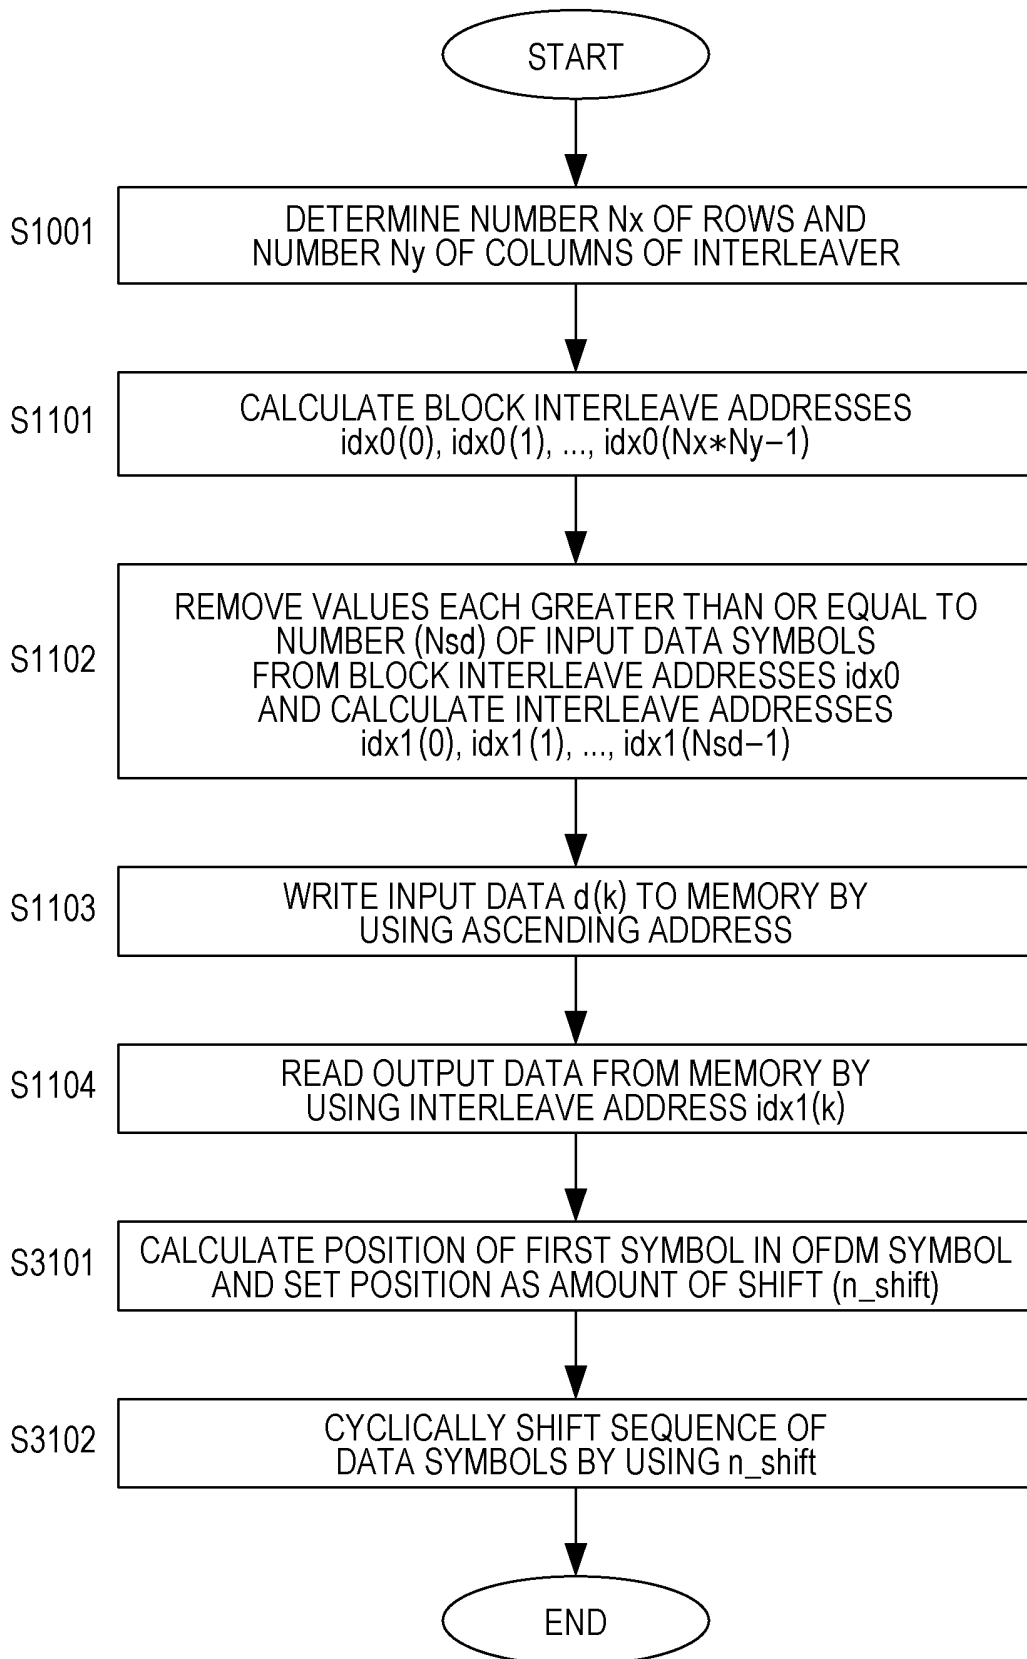 START
S1001
DETERMINE NUMBER Nx OF ROWS AND
NUMBER Ny OF COLUMNS OF INTERLEAVER
S1101
CALCULATE BLOCK INTERLEAVE ADDRESSES
idx0(0), idx0(1), ..., idx0(Nx*Ny−1)
S1102
REMOVE VALUES EACH GREATER THAN OR EQUAL TO
NUMBER (Nsd) OF INPUT DATA SYMBOLS
FROM BLOCK INTERLEAVE ADDRESSES idx0
AND CALCULATE INTERLEAVE ADDRESSES
idx1(0), idx1(1), ..., idx1(Nsd−1)
S1103
WRITE INPUT DATA d(k) TO MEMORY BY
USING ASCENDING ADDRESS
S1104
READ OUTPUT DATA FROM MEMORY BY
USING INTERLEAVE ADDRESS idx1(k)
S3101
CALCULATE POSITION OF FIRST SYMBOL IN OFDM SYMBOL
AND SET POSITION AS AMOUNT OF SHIFT (n_shift)
S3102
CYCLICALLY SHIFT SEQUENCE OF
DATA SYMBOLS BY USING n_shift
END